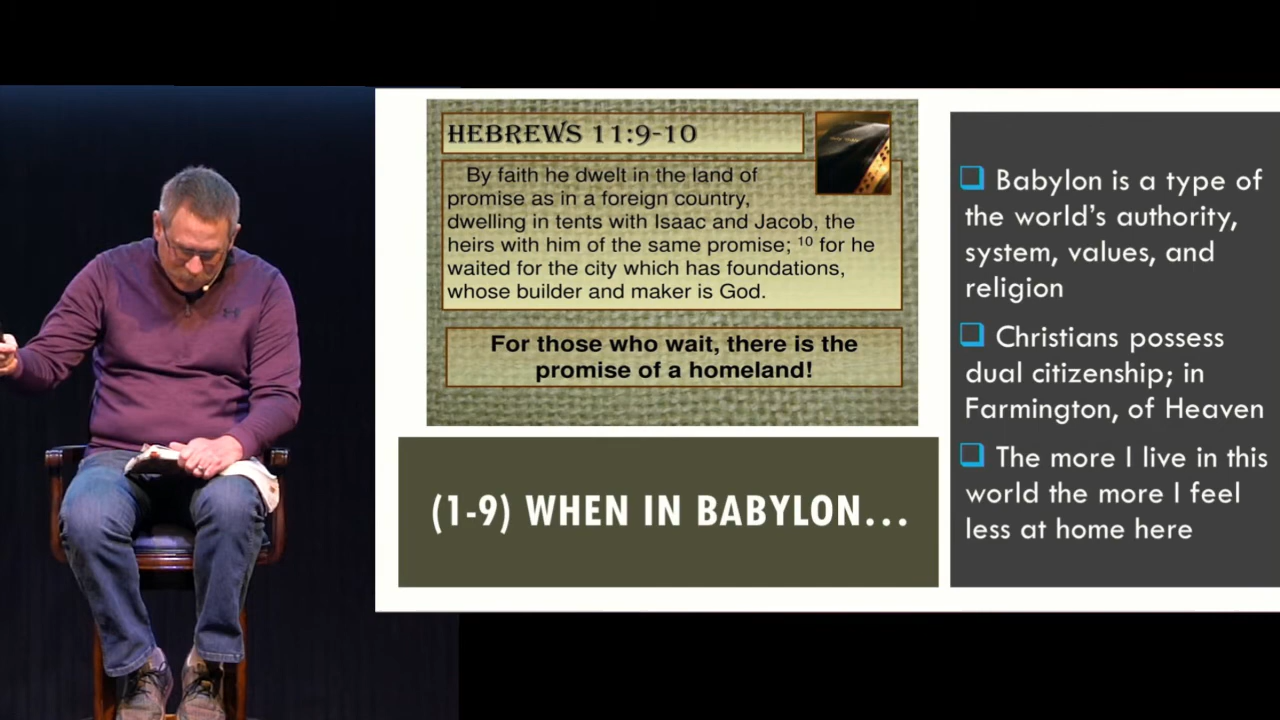 HEBREWS 11:9-10
By faith he dwelt in the land of
promise as in a foreign country,
dwelling in tents with Isaac and Jacob, the
heirs with him of the same promise; ¹⁰ for he
waited for the city which has foundations,
whose builder and maker is God.
For those who wait, there is the
promise of a homeland!
(1-9) WHEN IN BABYLON...
Babylon is a type of
the world's authority,
system, values, and
religion
Christians possess
dual citizenship; in
Farmington, of Heaven
The more I live in this
world the more I feel
less at home here